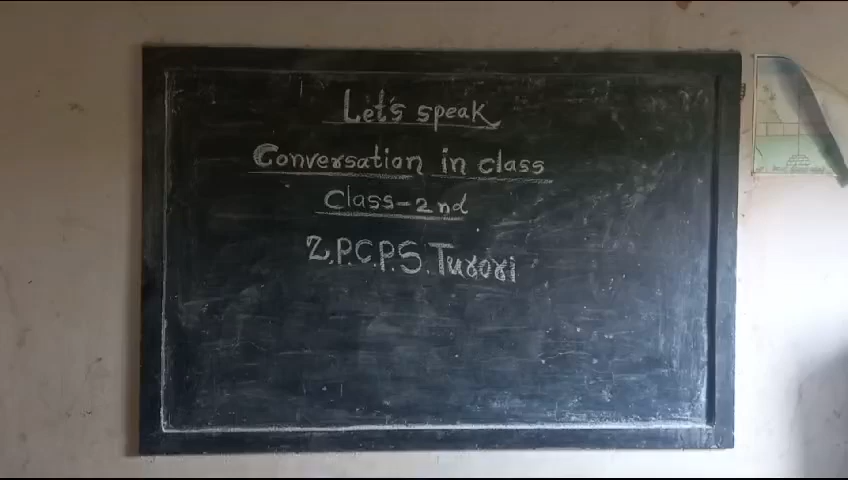 Let's speak
Conversation in class
Class-2nd
Z.P.C.P.S. Turori